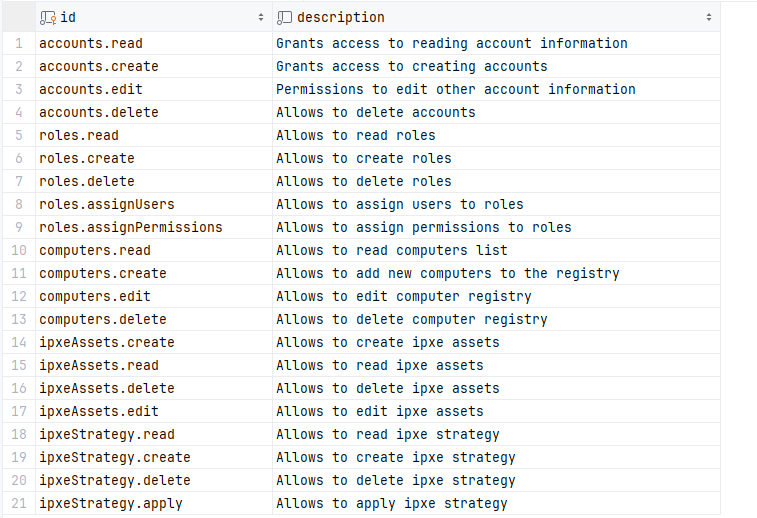 id description
1 accounts.read Grants access to reading account information
2 accounts.create Grants access to creating accounts
3 accounts.edit Permissions to edit other account information
4 accounts.delete Allows to delete accounts
5 roles.read Allows to read roles
6 roles.create Allows to create roles
7 roles.delete Allows to delete roles
8 roles.assignUsers Allows to assign users to roles
9 roles.assignPermissions Allows to assign permissions to roles
10 computers.read Allows to read computers list
11 computers.create Allows to add new computers to the registry
12 computers.edit Allows to edit computer registry
13 computers.delete Allows to delete computer registry
14 ipxeAssets.create Allows to create ipxe assets
15 ipxeAssets.read Allows to read ipxe assets
16 ipxeAssets.delete Allows to delete ipxe assets
17 ipxeAssets.edit Allows to edit ipxe assets
18 ipxeStrategy.read Allows to read ipxe strategy
19 ipxeStrategy.create Allows to create ipxe strategy
20 ipxeStrategy.delete Allows to delete ipxe strategy
21 ipxeStrategy.apply Allows to apply ipxe strategy